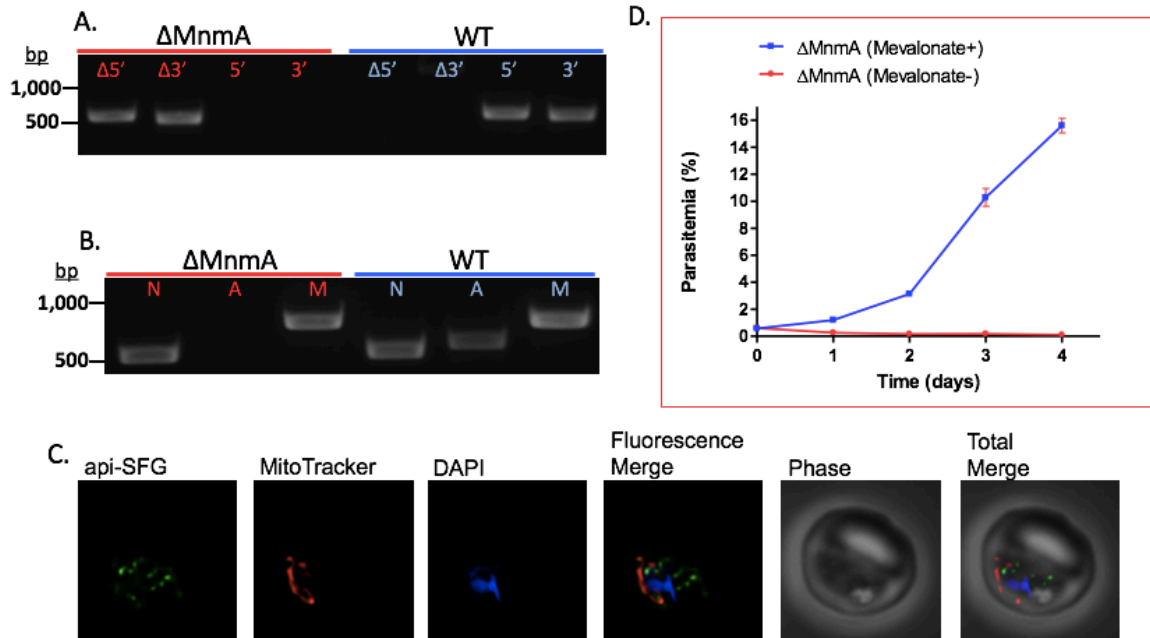 A.
ΔMnmA WT
bp
Δ5’ Δ3’ 5’ 3’ Δ5’ Δ3’ 5’ 3’
1,000
500
B.
ΔMnmA WT
bp
N A M N A M
1,000
500
C.
api-SFG MitoTracker DAPI Fluorescence Merge Phase Total Merge
D.
ΔMnmA (Mevalonate+)
ΔMnmA (Mevalonate-)
Parasitemia (%)
16
14
12
10
8
6
4
2
0
0 1 2 3 4
Time (days)